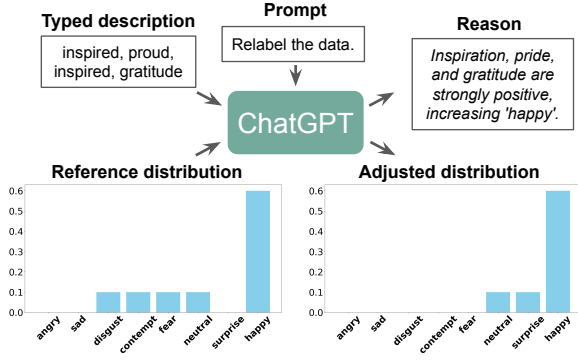 Typed description
Prompt
Reason
inspired, proud,
inspired, gratitude
Relabel the data.
Inspiration, pride,
and gratitude are
strongly positive,
increasing 'happy'.
ChatGPT
Reference distribution
0.6
0.5
0.4
0.3
0.2
0.1
0.0
angry
sad
disgust
contempt
fear
neutral
surprise
happy
Adjusted distribution
0.6
0.5
0.4
0.3
0.2
0.1
0.0
angry
sad
disgust
contempt
fear
neutral
surprise
happy